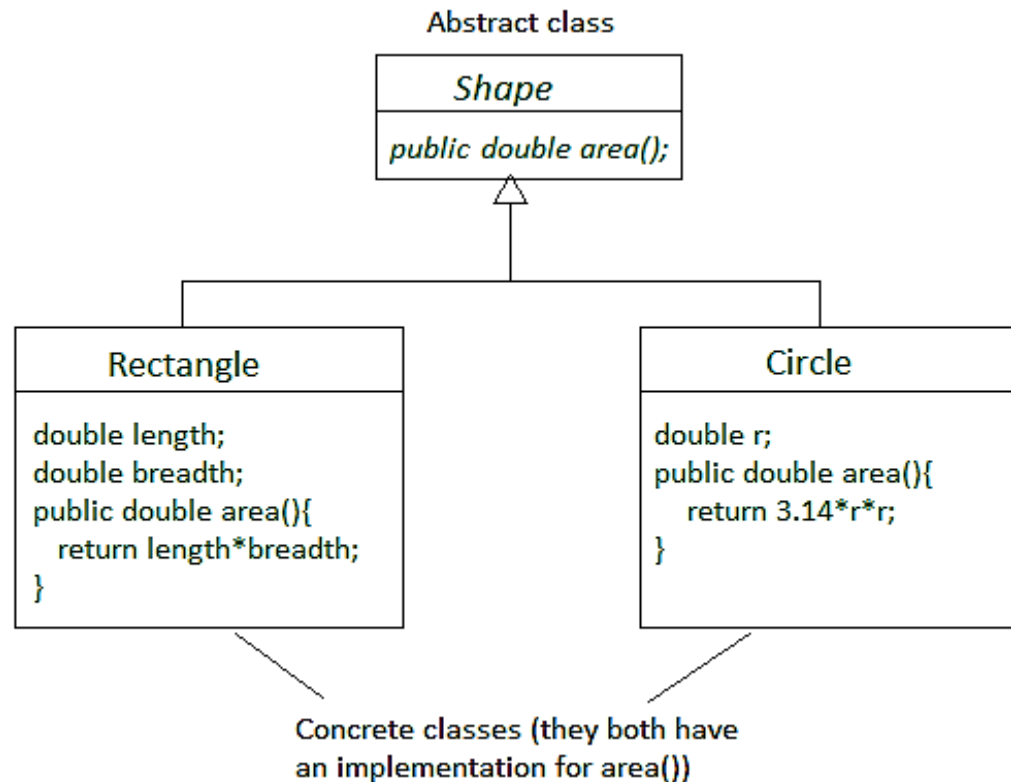 Abstract class
Shape
public double area();
Rectangle
double length;
double breadth;
public double area(){
return length*breadth;
}
Circle
double r;
public double area(){
return 3.14*r*r;
}
Concrete classes (they both have
an implementation for area())